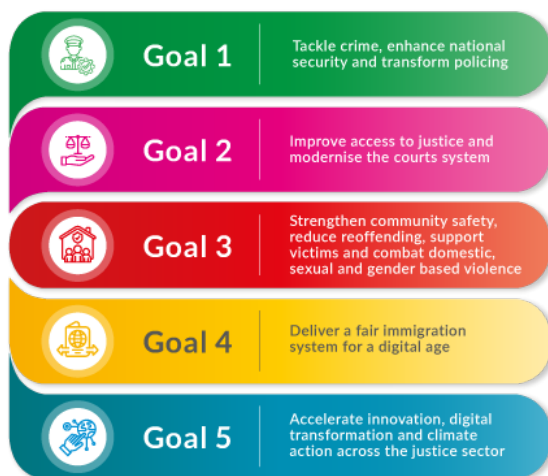 Goal 1
Tackle crime, enhance national
security and transform policing
Goal 2
Improve access to justice and
modernise the courts system
Goal 3
Strengthen community safety,
reduce reoffending, support
victims and combat domestic,
sexual and gender based violence
Goal 4
Deliver a fair immigration
system for a digital age
Goal 5
Accelerate innovation, digital
transformation and climate
action across the justice sector